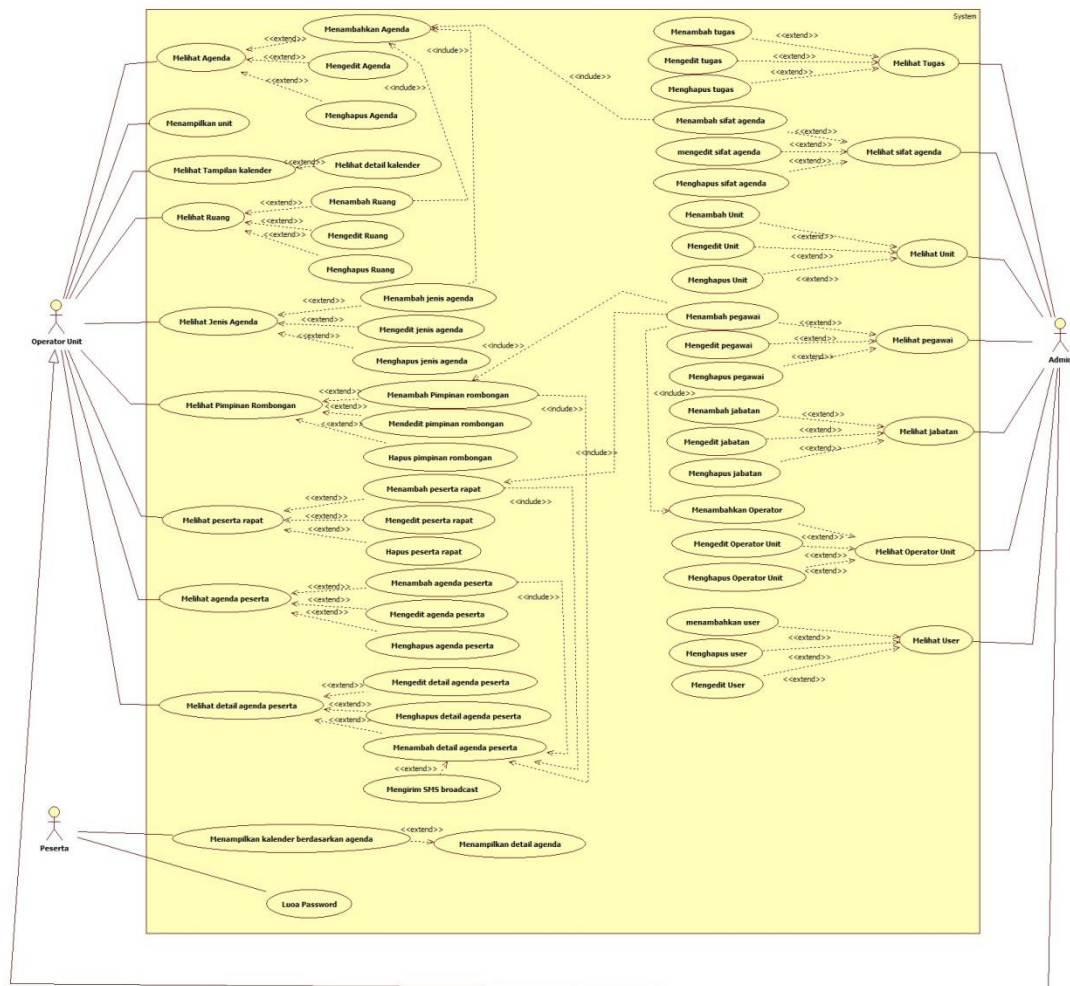 System
Menambahkan Agenda
<<extend>>
Melihat Agenda
<<extend>>
Mengedit Agenda
<<extend>>
Menghapus Agenda
<<include>>
<<include>>
Menampilkan unit
Melihat Tampilan kalender
<<extend>>
Melihat detail kalender
Melihat Ruang
<<extend>>
Menambah Ruang
<<extend>>
Mengedit Ruang
<<extend>>
Menghapus Ruang
Operator Unit
Melihat Jenis Agenda
<<extend>>
Menambah jenis agenda
<<extend>>
Mengedit jenis agenda
<<extend>>
Menghapus jenis agenda
Melihat Pimpinan Rombongan
<<extend>>
Menambah Pimpinan rombongan
<<extend>>
Mendedit pimpinan rombongan
<<extend>>
Hapus pimpinan rombongan
<<include>>
Melihat peserta rapat
<<extend>>
Menambah peserta rapat
<<extend>>
Mengedit peserta rapat
<<extend>>
Hapus peserta rapat
<<include>>
Melihat agenda peserta
<<extend>>
Menambah agenda peserta
<<extend>>
Mengedit agenda peserta
<<extend>>
Menghapus agenda peserta
<<include>>
Melihat detail agenda peserta
<<extend>>
Mengedit detail agenda peserta
<<extend>>
Menghapus detail agenda peserta
<<extend>>
Menambah detail agenda peserta
<<extend>>
Mengirim SMS broadcast
Peserta
Menampilkan kalender berdasarkan agenda
<<extend>>
Menampilkan detail agenda
Luoa Password
Menambah tugas
<<extend>>
Mengedit tugas
<<extend>>
Melihat Tugas
Menghapus tugas
<<extend>>
<<include>>
Menambah sifat agenda
<<extend>>
mengedit sifat agenda
<<extend>>
Melihat sifat agenda
Menghapus sifat agenda
<<extend>>
Menambah Unit
<<extend>>
Mengedit Unit
<<extend>>
Melihat Unit
Menghapus Unit
<<extend>>
Menambah pegawai
<<extend>>
<<include>>
Mengedit pegawai
<<extend>>
Melihat pegawai
Menghapus pegawai
<<extend>>
<<include>>
Admin
Menambah jabatan
<<extend>>
Mengedit jabatan
<<extend>>
Melihat jabatan
Menghapus jabatan
<<extend>>
<<include>>
Menambahkan Operator
<<extend>>
Mengedit Operator Unit
<<extend>>
Melihat Operator Unit
Menghapus Operator Unit
<<extend>>
menambahkan user
<<extend>>
Menghapus user
<<extend>>
Melihat User
Mengedit User
<<extend>>